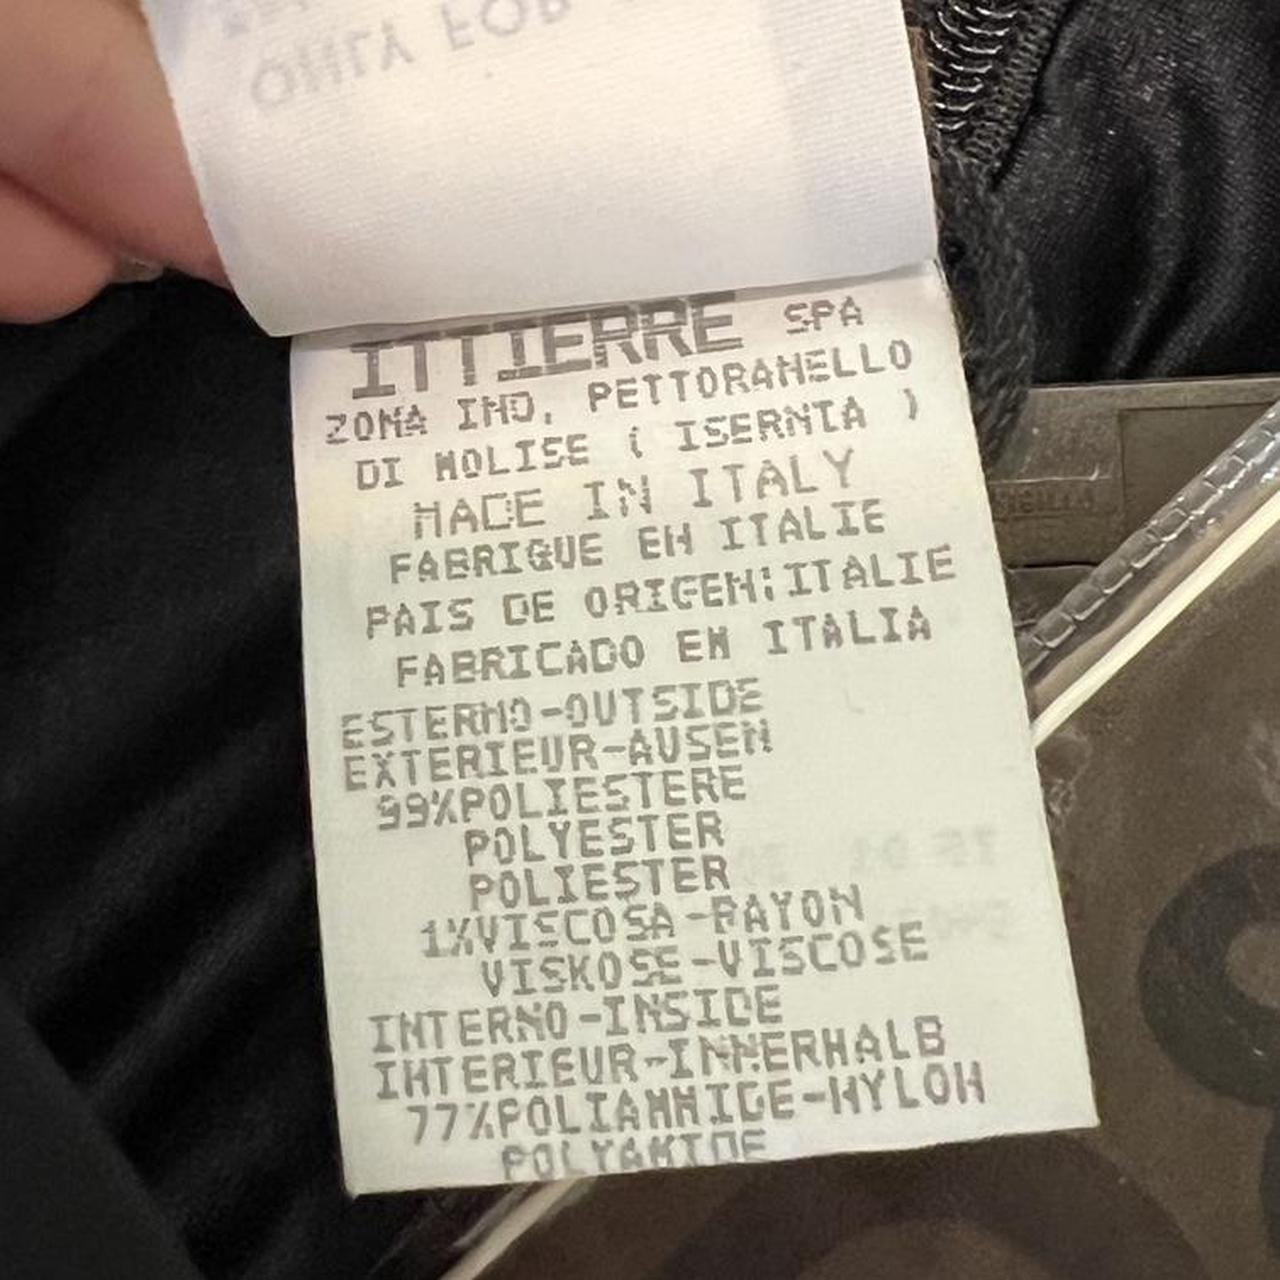 ITTIERRE SPA
ZONA IND. PETTORANELLO
DI MOLISE ( ISERNIA )
MADE IN ITALY
FABRIQUE EN ITALIE
PAIS DE ORIGEN:ITALIE
FABRICADO EN ITALIA
ESTERNO-OUTSIDE
EXTERIEUR-AUSEN
99%POLIESTERE
POLYESTER
POLIESTER
1%VISCOSA-RAYON
VISKOSE-VISCOSE
INTERNO-INSIDE
INTERIEUR-INNERHALB
77%POLIAMMIDE-NYLON
POLYAMIDE